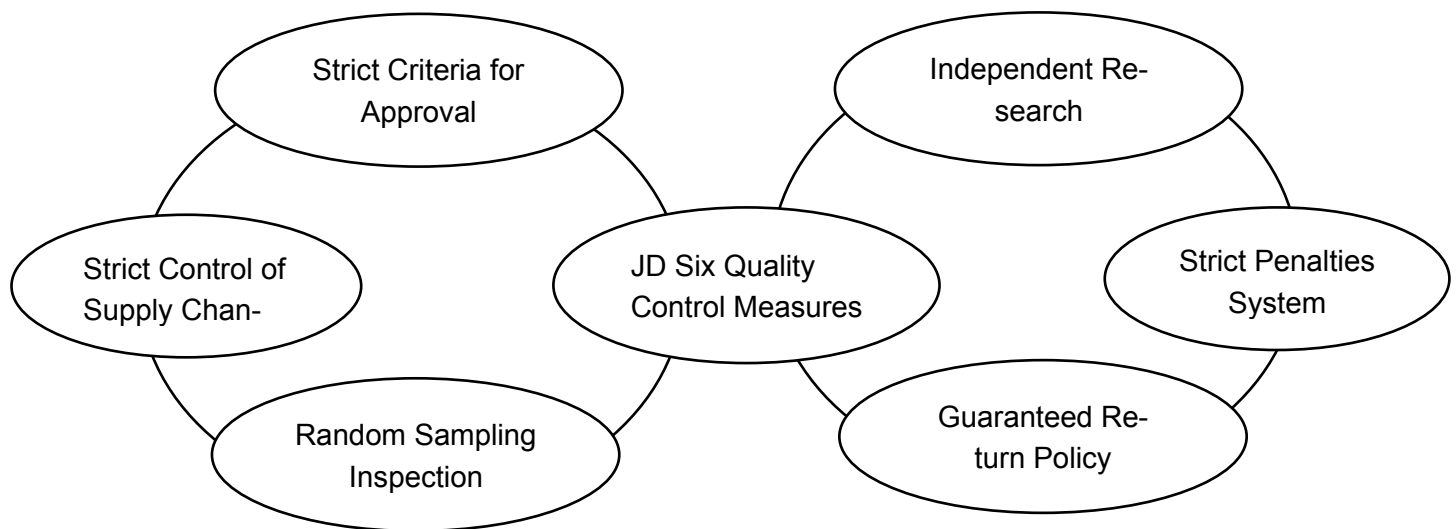 Strict Criteria for
Approval
Independent Re-
search
Strict Control of
Supply Chan-
JD Six Quality
Control Measures
Strict Penalties
System
Random Sampling
Inspection
Guaranteed Re-
turn Policy